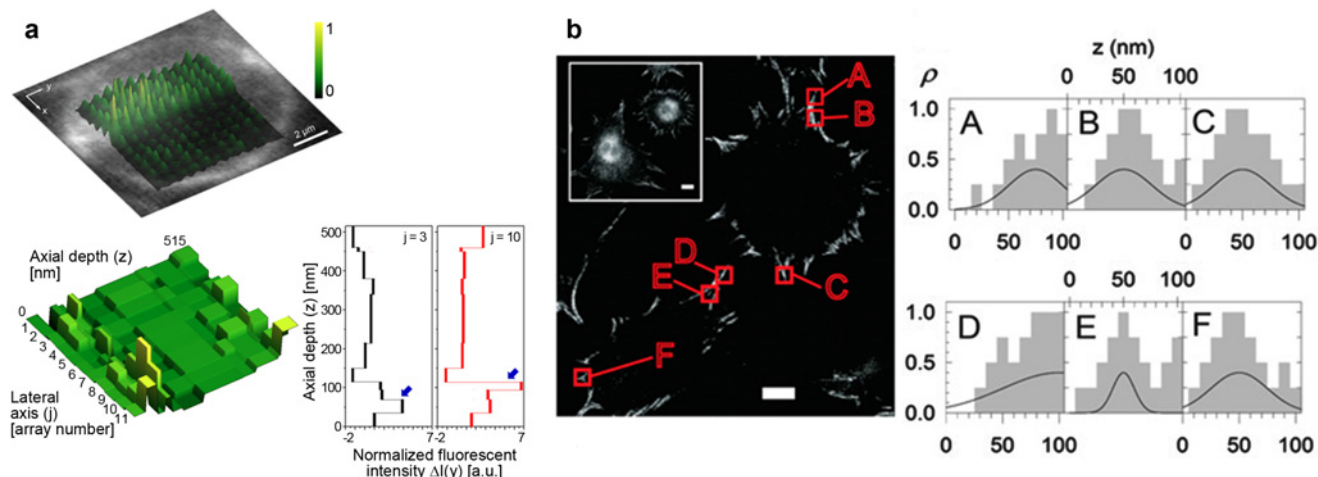 a
1
0
y
x
2 µm
Axial depth (z)
[nm]
515
0
1
2
3
4
5
6
7
8
9
10
11
Lateral
axis (j)
[array number]
Axial depth (z) [nm]
500
400
300
200
100
0
j = 3
j = 10
-2
7
-2
7
Normalized fluorescent
intensity ΔI(y) [a.u.]
b
A
B
C
D
E
F
z (nm)
0 50 100
ρ
1.0
0.5
0.0
A
B
C
0 50 100
0 50 100
0 50 100
1.0
0.5
0.0
D
E
F
0 50 100
0 50 100